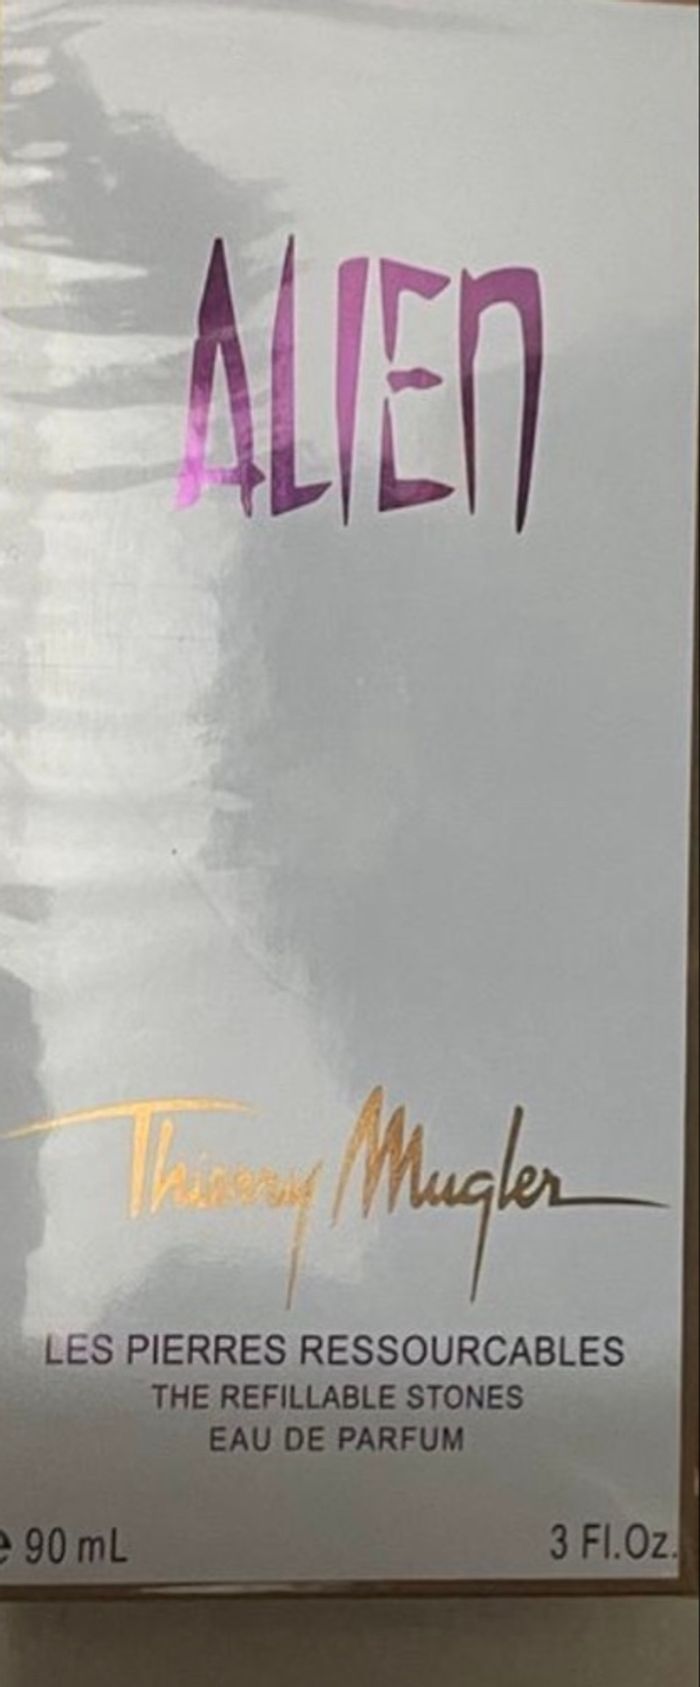 ALIEN
Thierry Mugler
LES PIERRES RESSOURCABLES
THE REFILLABLE STONES
EAU DE PARFUM
e 90 mL
3 Fl.Oz.